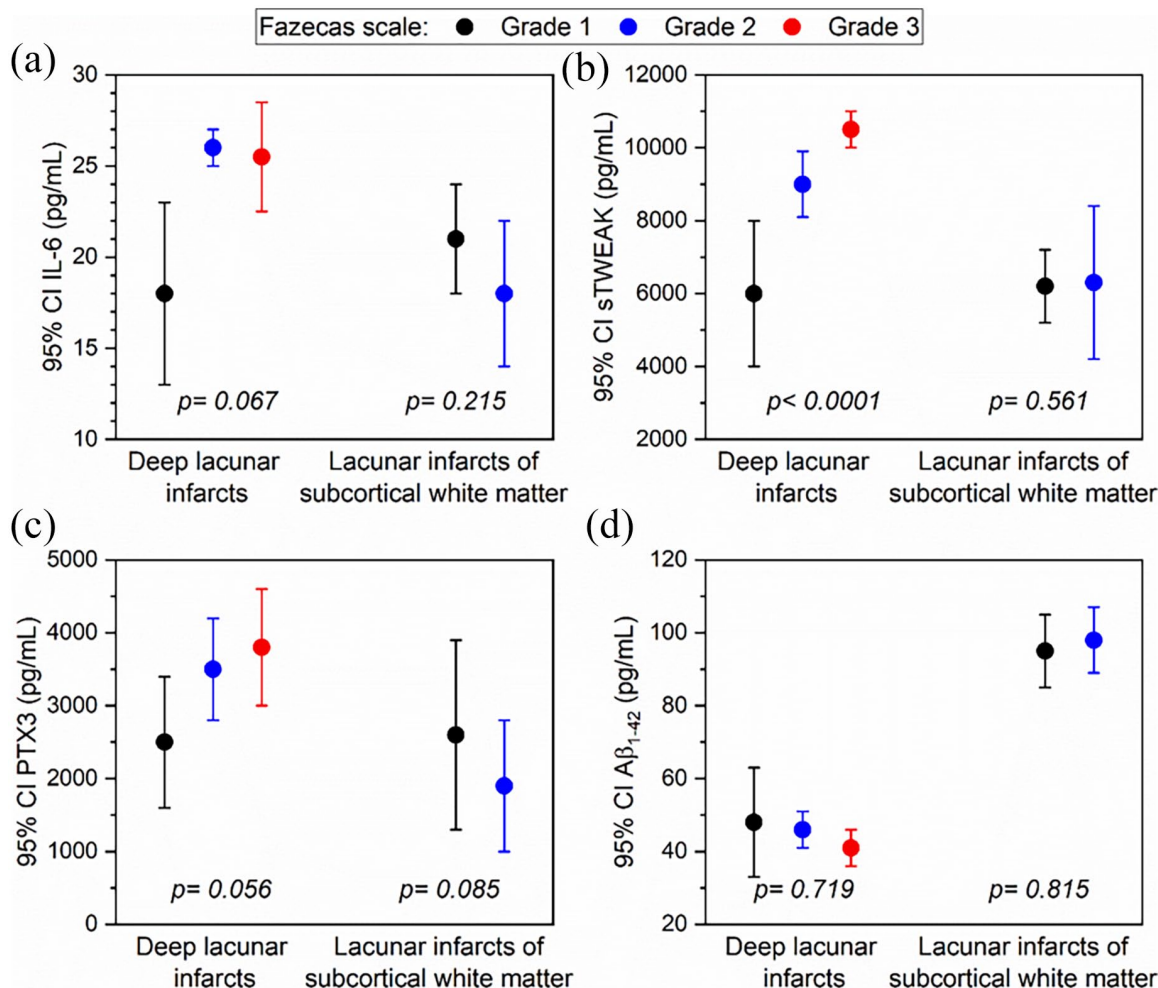 Fazecas scale: Grade 1 Grade 2 Grade 3
(a)
95% CI IL-6 (pg/mL)
30
25
20
15
10
p= 0.067
p= 0.215
Deep lacunar
infarcts
Lacunar infarcts of
subcortical white matter
(b)
95% CI sTWEAK (pg/mL)
12000
10000
8000
6000
4000
2000
p< 0.0001
p= 0.561
Deep lacunar
infarcts
Lacunar infarcts of
subcortical white matter
(c)
95% CI PTX3 (pg/mL)
5000
4000
3000
2000
1000
0
p= 0.056
p= 0.085
Deep lacunar
infarcts
Lacunar infarcts of
subcortical white matter
(d)
95% CI Aβ1-42 (pg/mL)
120
100
80
60
40
20
p= 0.719
p= 0.815
Deep lacunar
infarcts
Lacunar infarcts of
subcortical white matter